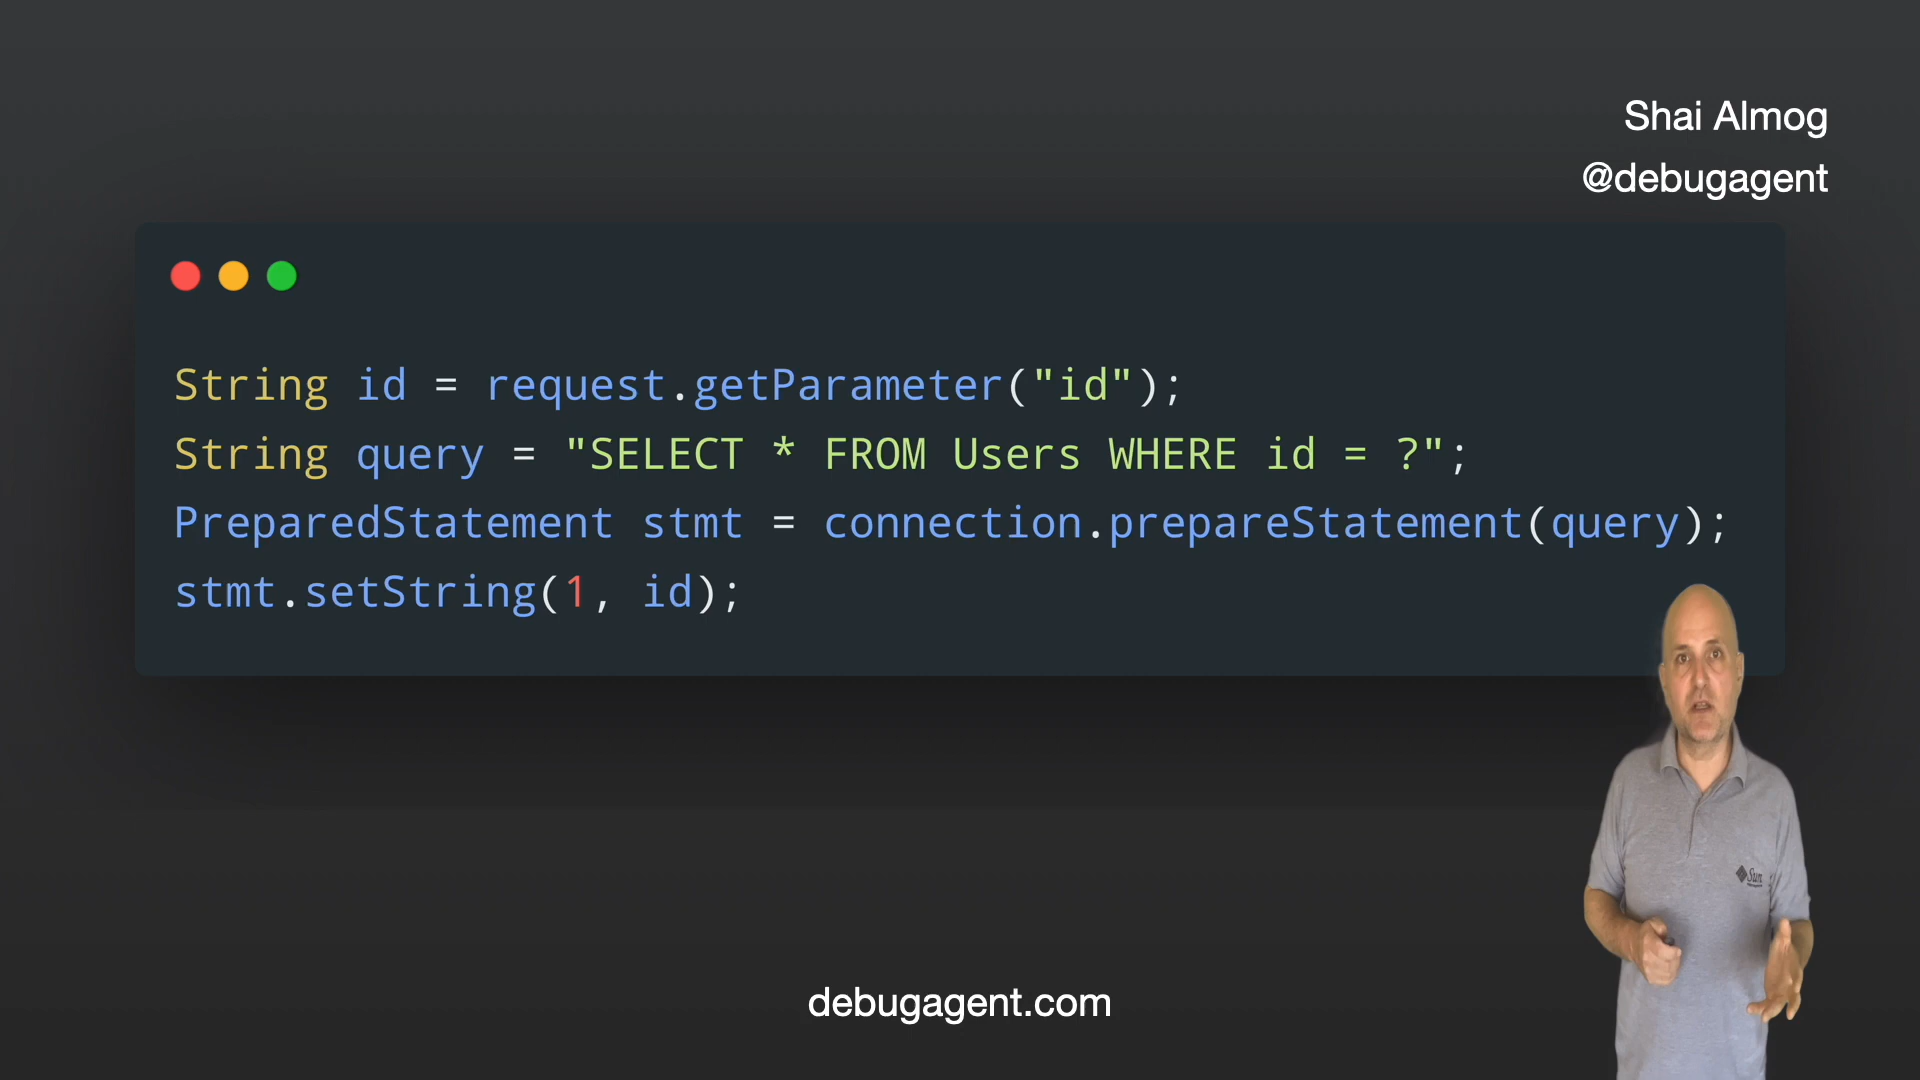 Shai Almog
@debugagent
String id = request.getParameter("id");
String query = "SELECT * FROM Users WHERE id = ?";
PreparedStatement stmt = connection.prepareStatement(query);
stmt.setString(1, id);
Sun
debugagent.com